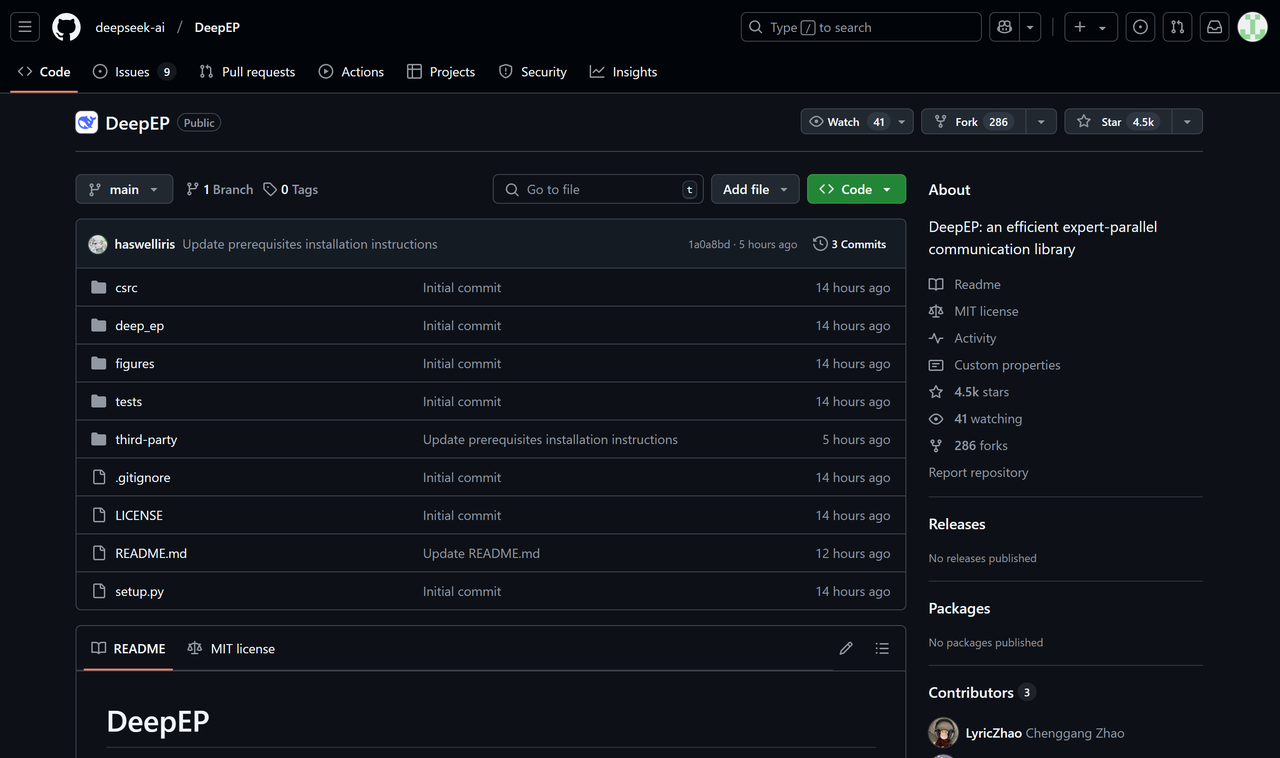 deepseek-ai / DeepEP
Type / to search
Code
Issues 9
Pull requests
Actions
Projects
Security
Insights
DeepEP Public
Watch 41
Fork 286
Star 4.5k
main
1 Branch
0 Tags
Go to file t
Add file
Code
haswelliris Update prerequisites installation instructions 1a0a8bd · 5 hours ago 3 Commits
csrc Initial commit 14 hours ago
deep_ep Initial commit 14 hours ago
figures Initial commit 14 hours ago
tests Initial commit 14 hours ago
third-party Update prerequisites installation instructions 5 hours ago
.gitignore Initial commit 14 hours ago
LICENSE Initial commit 14 hours ago
README.md Update README.md 12 hours ago
setup.py Initial commit 14 hours ago
README
MIT license
DeepEP
About
DeepEP: an efficient expert-parallel
communication library
Readme
MIT license
Activity
Custom properties
4.5k stars
41 watching
286 forks
Report repository
Releases
No releases published
Packages
No packages published
Contributors 3
LyricZhao Chenggang Zhao